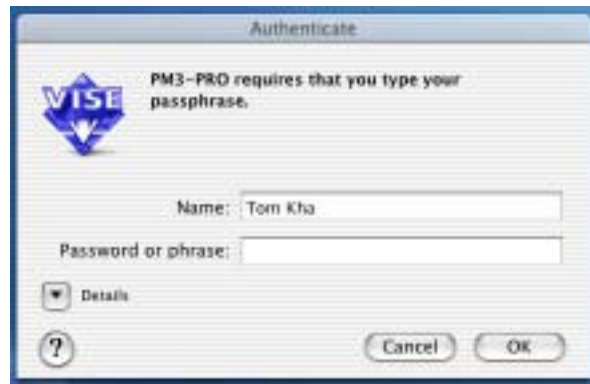 Authenticate
VISE
PM3-PRO requires that you type your
passphrase.
Name: Tom Kha
Password or phrase:
Details
?
Cancel OK